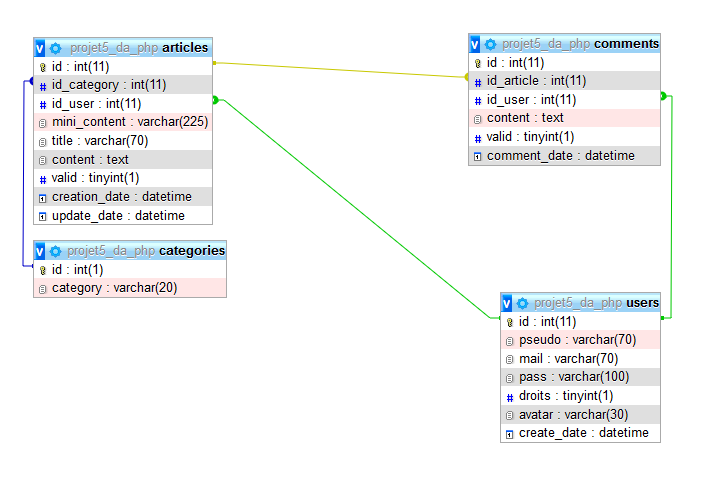 projet5_da_php articles
id : int(11)
id_category : int(11)
id_user : int(11)
mini_content : varchar(225)
title : varchar(70)
content : text
valid : tinyint(1)
creation_date : datetime
update_date : datetime
projet5_da_php categories
id : int(1)
category : varchar(20)
projet5_da_php comments
id : int(11)
id_article : int(11)
id_user : int(11)
content : text
valid : tinyint(1)
comment_date : datetime
projet5_da_php users
id : int(11)
pseudo : varchar(70)
mail : varchar(70)
pass : varchar(100)
droits : tinyint(1)
avatar : varchar(30)
create_date : datetime